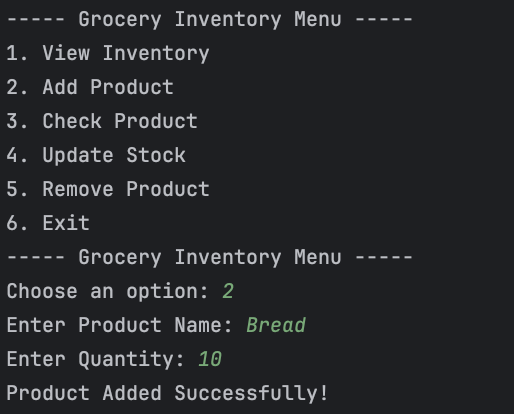 ----- Grocery Inventory Menu -----
1. View Inventory
2. Add Product
3. Check Product
4. Update Stock
5. Remove Product
6. Exit
----- Grocery Inventory Menu -----
Choose an option: 2
Enter Product Name: Bread
Enter Quantity: 10
Product Added Successfully!